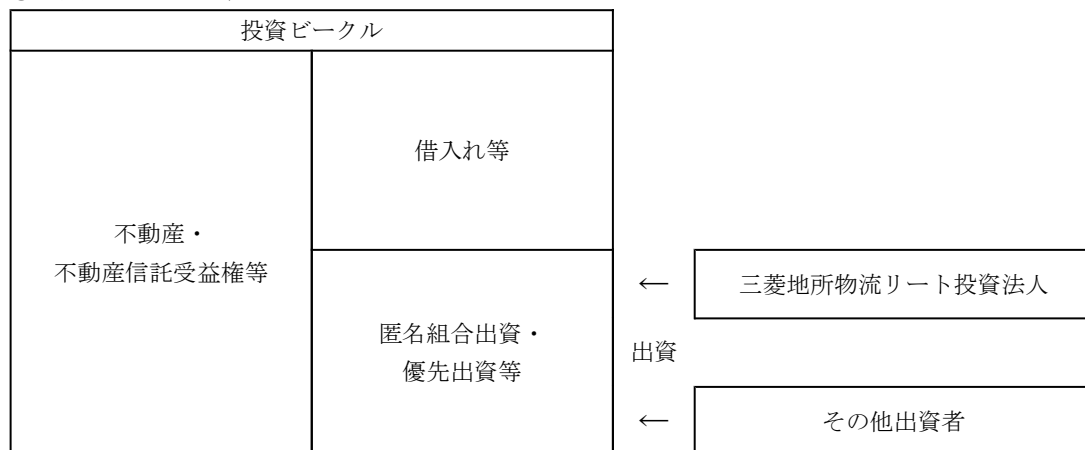 投資ビークル
不動産・
不動産信託受益権等
借入れ等
匿名組合出資・
優先出資等
←
三菱地所物流リート投資法人
出資
←
その他出資者